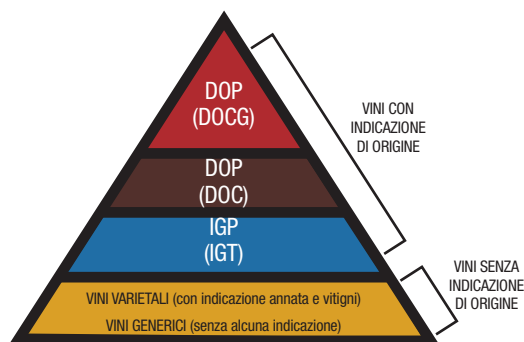 DOP
(DOCG)
DOP
(DOC)
IGP
(IGT)
VINI VARIETALI (con indicazione annata e vitigni)
VINI GENERICI (senza alcuna indicazione)
VINI CON
INDICAZIONE
DI ORIGINE
VINI SENZA
INDICAZIONE
DI ORIGINE